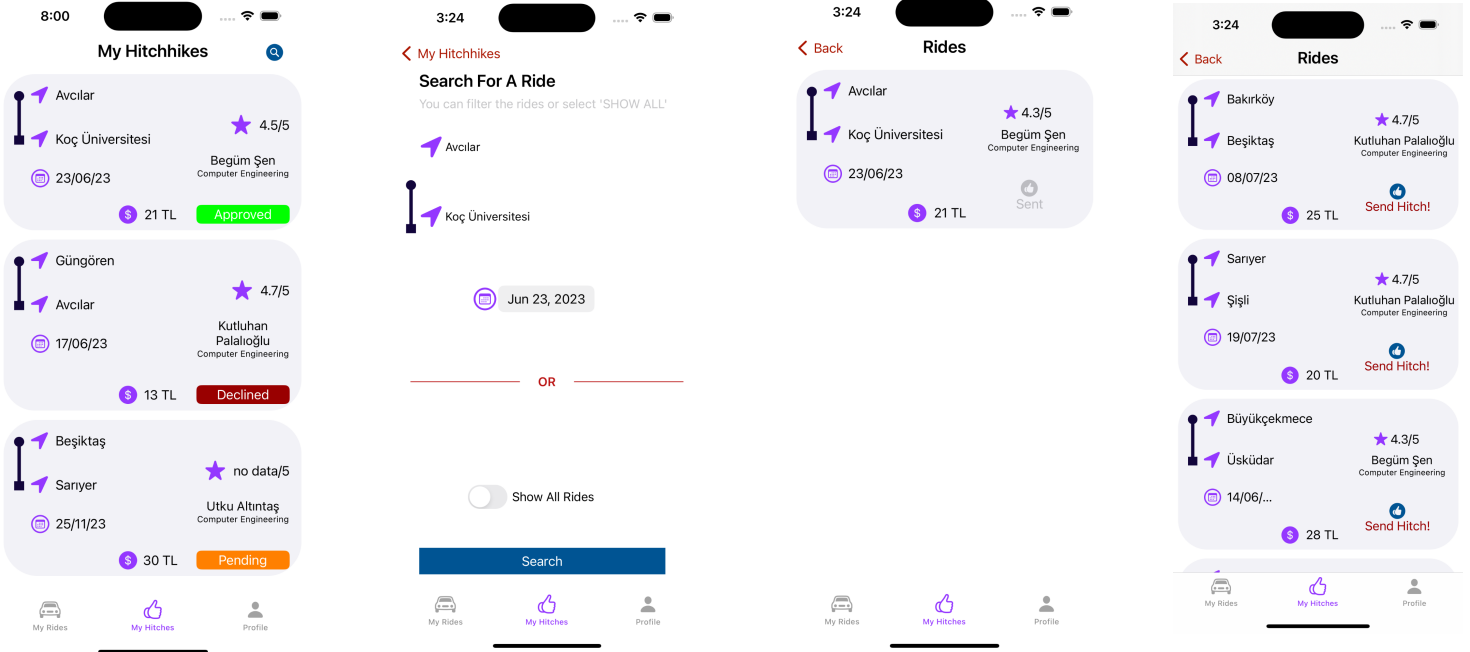 8:00
My Hitchhikes
Avcılar
Koç Üniversitesi
4.5/5
Begüm Şen
Computer Engineering
23/06/23
$ 21 TL
Approved
Güngören
Avcılar
4.7/5
Kutluhan
Palalıoğlu
Computer Engineering
17/06/23
$ 13 TL
Declined
Beşiktaş
Sarıyer
no data/5
Utku Altıntaş
Computer Engineering
25/11/23
$ 30 TL
Pending
My Rides
My Hitches
Profile
3:24
My Hitchhikes
Search For A Ride
You can filter the rides or select 'SHOW ALL'
Avcılar
Koç Üniversitesi
Jun 23, 2023
OR
Show All Rides
Search
My Rides
My Hitches
Profile
3:24
Back
Rides
Avcılar
Koç Üniversitesi
4.3/5
Begüm Şen
Computer Engineering
23/06/23
Sent
$ 21 TL
My Rides
My Hitches
Profile
3:24
Back
Rides
Bakırköy
Beşiktaş
4.7/5
Kutluhan Palalıoğlu
Computer Engineering
08/07/23
Send Hitch!
$ 25 TL
Sarıyer
Şişli
4.7/5
Kutluhan Palalıoğlu
Computer Engineering
19/07/23
Send Hitch!
$ 20 TL
Büyükçekmece
Üsküdar
4.3/5
Begüm Şen
Computer Engineering
14/06/...
Send Hitch!
$ 28 TL
My Rides
My Hitches
Profile